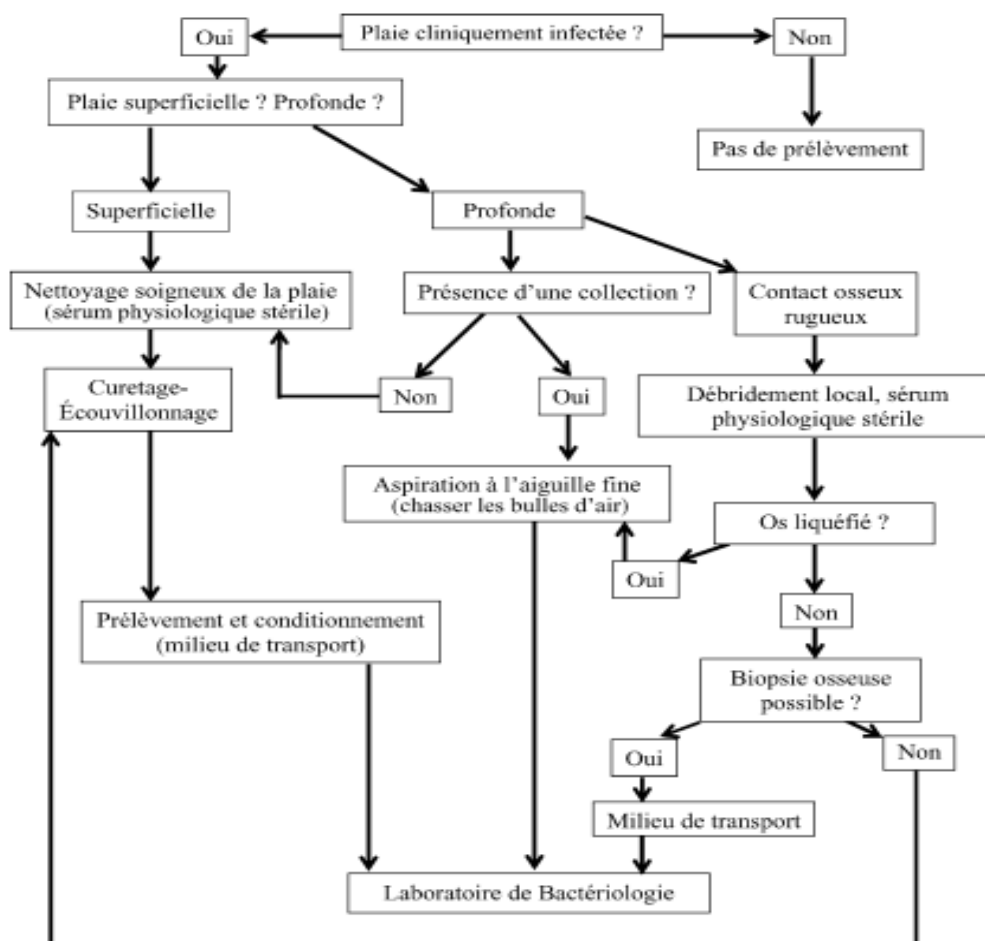 Plaie cliniquement infectée ?
Oui
Non
Plaie superficielle ? Profonde ?
Pas de prélèvement
Superficielle
Profonde
Nettoyage soigneux de la plaie
(sérum physiologique stérile)
Présence d'une collection ?
Contact osseux
rugueux
Curetage-
Écouvillonnage
Non
Oui
Débridement local, sérum
physiologique stérile
Aspiration à l'aiguille fine
(chasser les bulles d'air)
Os liquéfié ?
Oui
Non
Prélèvement et conditionnement
(milieu de transport)
Biopsie osseuse
possible ?
Oui
Non
Milieu de transport
Laboratoire de Bactériologie